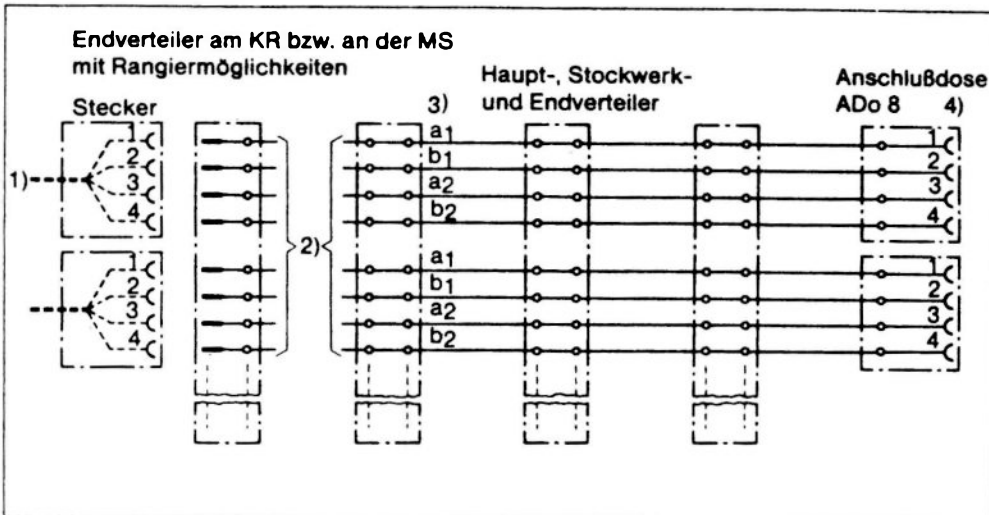 Endverteiler am KR bzw. an der MS
mit Rangiermöglichkeiten
Haupt-, Stockwerk-
und Endverteiler
Anschlußdose
ADo 8 4)
Stecker
3)
1)
2)
1
2
3
4
a1
b1
a2
b2
1
2
3
4
1
2
3
4
a1
b1
a2
b2
1
2
3
4